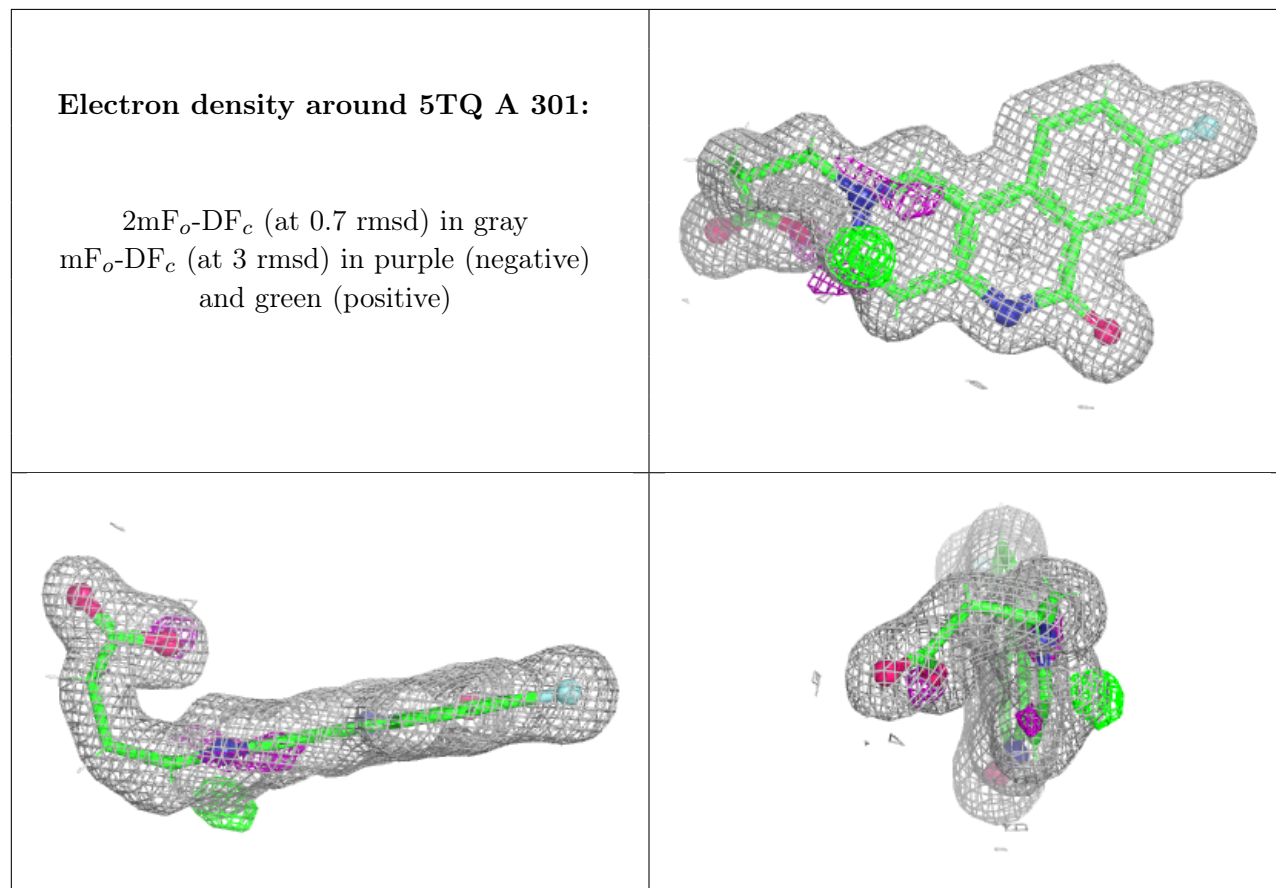 Electron density around 5TQ A 301:
2mFo-DFc (at 0.7 rmsd) in gray
mFo-DFc (at 3 rmsd) in purple (negative)
and green (positive)